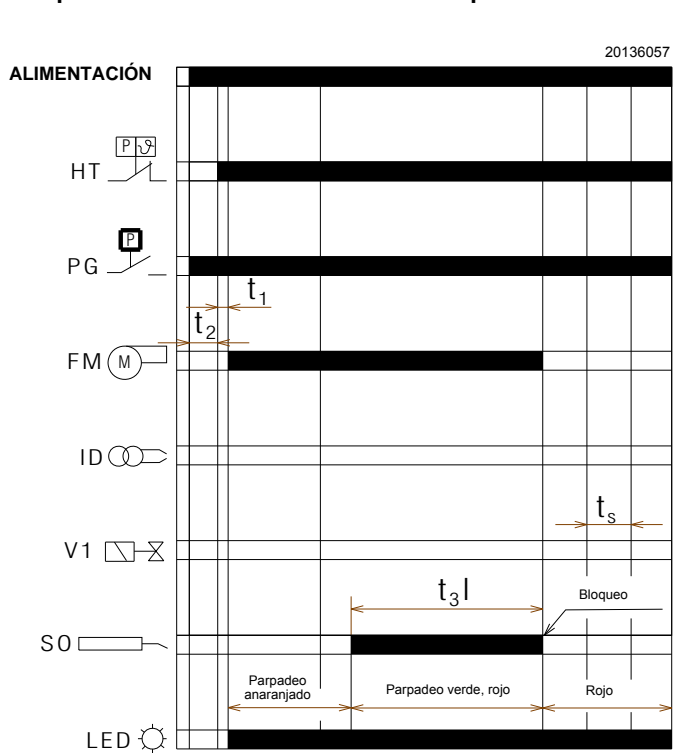 20136057
ALIMENTACIÓN
P ϑ
HT
P
PG
t₁
t₂
FM M
ID
ts
V1
t₃l
Bloqueo
SO
Parpadeo
anaranjado
Parpadeo verde, rojo
Rojo
LED